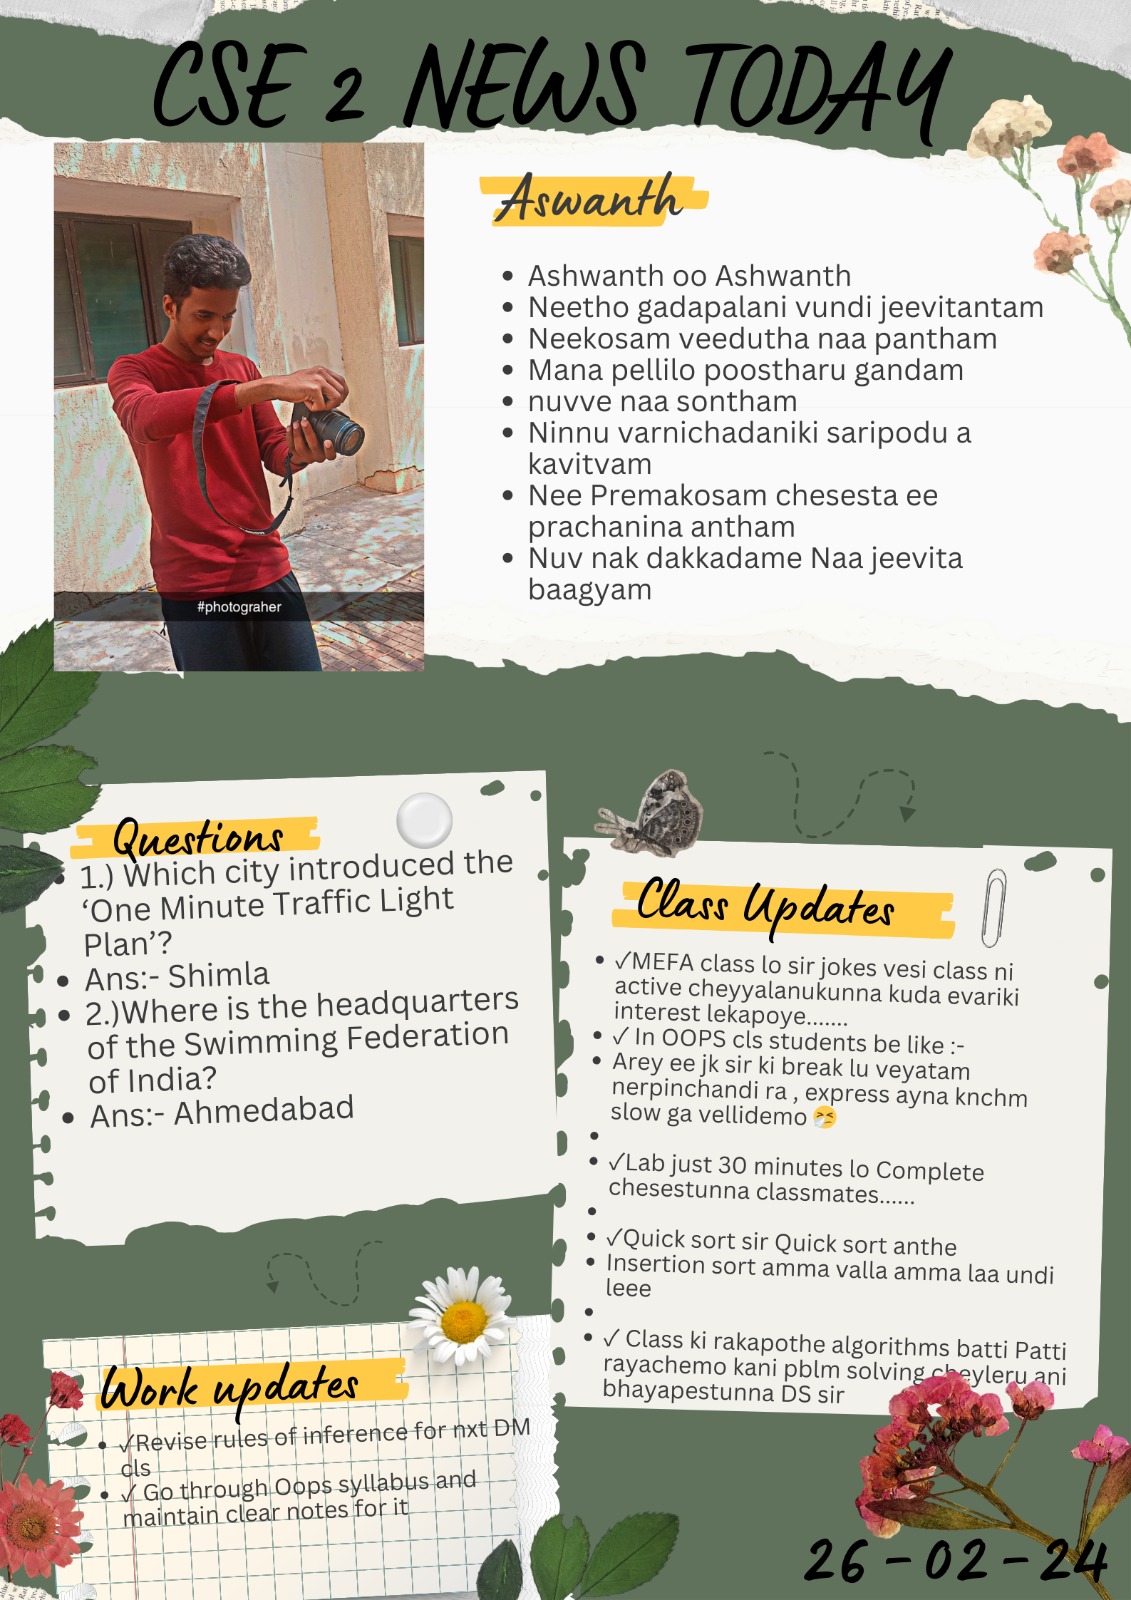 CSE 2 NEWS TODAY
#photograher
Aswanth
• Ashwanth oo Ashwanth
• Neetho gadapalani vundi jeevitantam
• Neekosam veedutha naa pantham
• Mana pellilo poostharu gandam
• nuvve naa sontham
• Ninnu varnichadaniki saripodu a
kavitvam
• Nee Premakosam chesesta ee
prachanina antham
• Nuv nak dakkadame Naa jeevita
baagyam
Questions
• 1.) Which city introduced the
‘One Minute Traffic Light
Plan’?
• Ans:- Shimla
• 2.)Where is the headquarters
of the Swimming Federation
of India?
• Ans:- Ahmedabad
Class Updates
• ✓MEFA class lo sir jokes vesi class ni
active cheyyalanukunna kuda evariki
interest lekapoye.......
• ✓ In OOPS cls students be like :-
• Arey ee jk sir ki break lu veyatam
nerpinchandi ra , express ayna knchm
slow ga vellidemo 🤧
•
• ✓Lab just 30 minutes lo Complete
chesestunna classmates......
•
• ✓Quick sort sir Quick sort anthe
• Insertion sort amma valla amma laa undi
leee
•
• ✓ Class ki rakapothe algorithms batti Patti
rayachemo kani pblm solving cheyleru ani
bhayapestunna DS sir
Work updates
• ✓Revise rules of inference for nxt DM
cls
• ✓ Go through Oops syllabus and
maintain clear notes for it
26-02-24